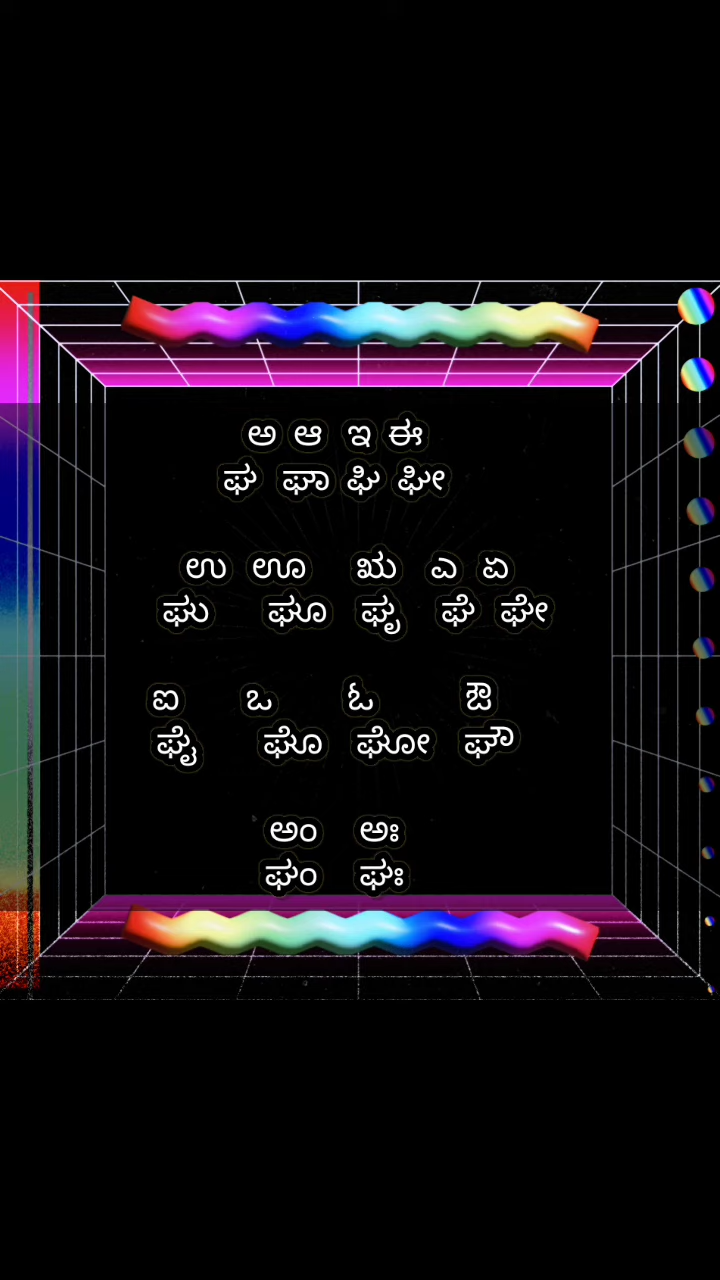 ಅ ಆ ಇ ಈ
ಘ ಘಾ ಘಿ ಘೀ
ಉ ಊ ಋ ಎ ಏ
ಘು ಘೂ ಘೃ ಘೆ ಘೇ
ಐ ಒ ಓ ಔ
ಘೈ ಘೊ ಘೋ ಘೌ
ಅಂ ಅಃ
ಘಂ ಘಃ